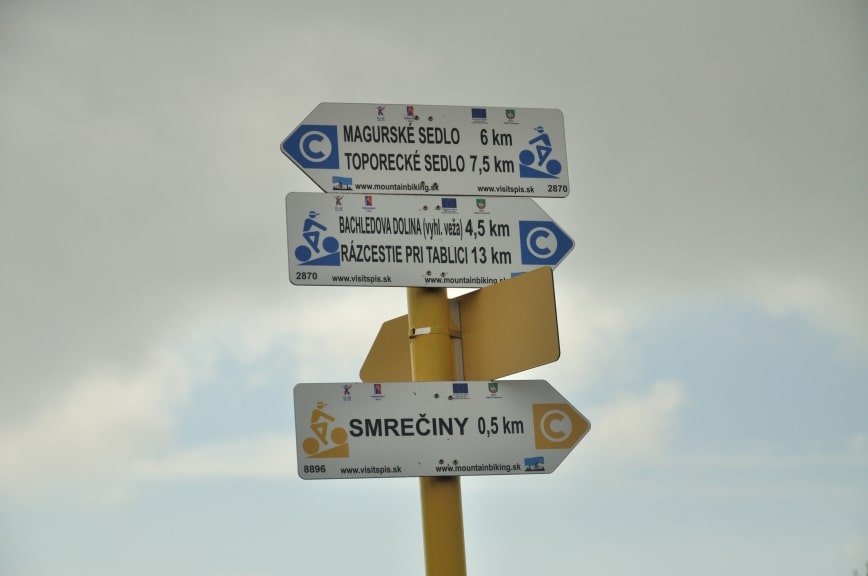 C MAGURSKÉ SEDLO 6 km
TOPORECKÉ SEDLO 7,5 km
www.mountainbiking.sk www.visitspis.sk 2870
BACHLEDOVA DOLINA (vyhl. veža) 4,5 km C
RÁZCESTIE PRI TABLICI 13 km
2870 www.visitspis.sk www.mountainbiking.s
SMREČINY 0,5 km C
8896 www.visitspis.sk www.mountainbiking.sk